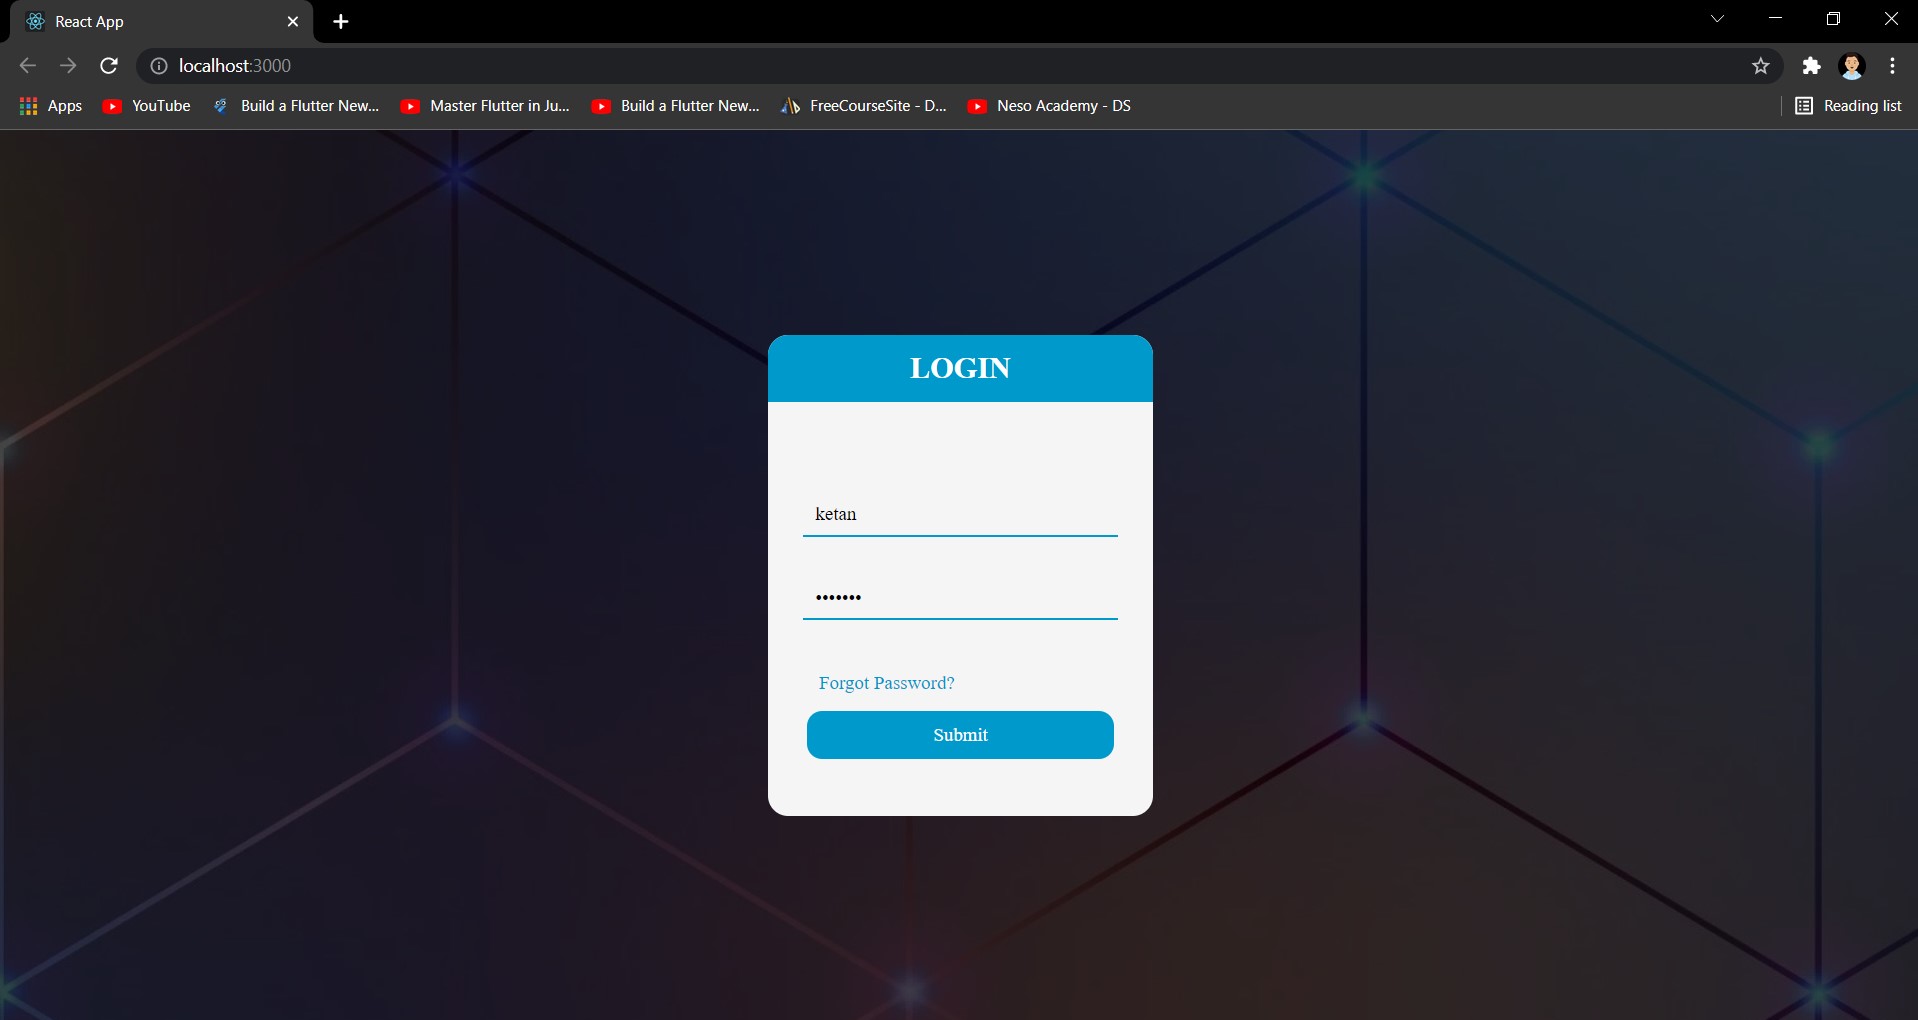 React App
localhost:3000
Apps YouTube Build a Flutter New... Master Flutter in Ju... Build a Flutter New... FreeCourseSite - D... Neso Academy - DS Reading list
LOGIN
ketan
•••••••
Forgot Password?
Submit